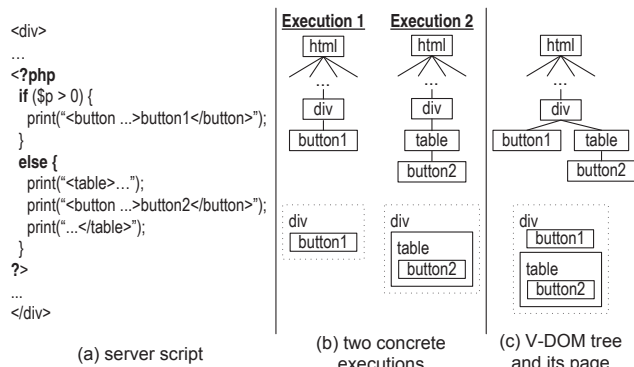 <div>
…
<?php
if ($p > 0) {
print(“<button ...>button1</button>”);
}
else {
print(“<table>…”);
print(“<button ...>button2</button>”);
print(“...</table>”);
}
?>
...
</div>
(a) server script
Execution 1
html
...
div
button1
div
button1
Execution 2
html
...
div
table
button2
div
table
button2
(b) two concrete
executions
html
...
div
button1
table
button2
div
button1
table
button2
(c) V-DOM tree
and its page